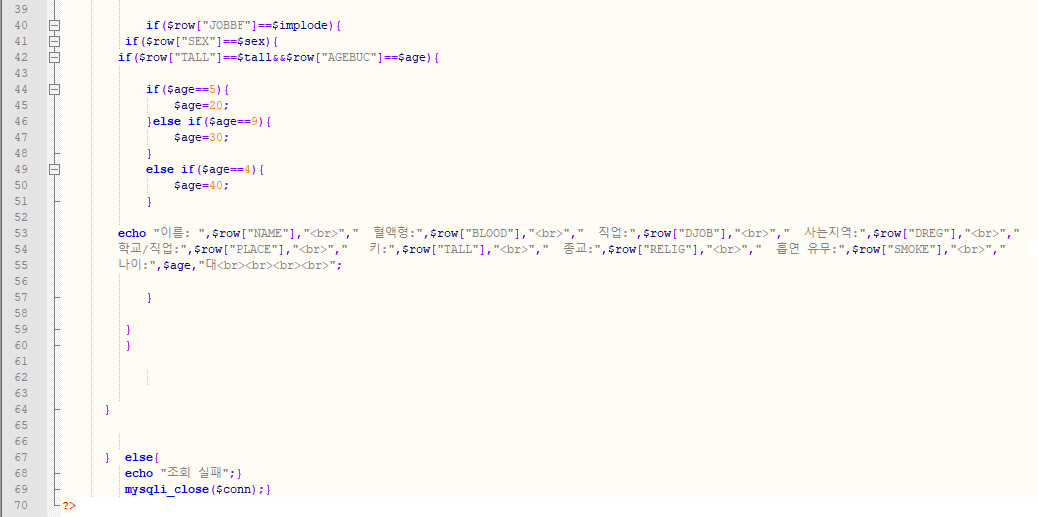 39
40 if($row["JOBBF"]==$implode){
41 if($row["SEX"]==$sex){
42 if($row["TALL"]==$tall&&$row["AGEBUC"]==$age){
43
44 if($age==5){
45 $age=20;
46 }else if($age==9){
47 $age=30;
48 }
49 else if($age==4){
50 $age=40;
51 }
52
53 echo "이름: ",$row["NAME"],"<br>","  혈액형:",$row["BLOOD"],"<br>","  직업:",$row["DJOB"],"<br>","  사는지역:",$row["DREG"],"<br>","
54 학교/직업:",$row["PLACE"],"<br>","  키:",$row["TALL"],"<br>","  종교:",$row["RELIG"],"<br>","  흡연 유무:",$row["SMOKE"],"<br>","
55 나이:",$age,"대<br><br><br><br>";
56
57 }
58
59 }
60 }
61
62
63
64 }
65
66
67 } else{
68 echo "조회 실패";}
69 mysqli_close($conn);}
70 ?>